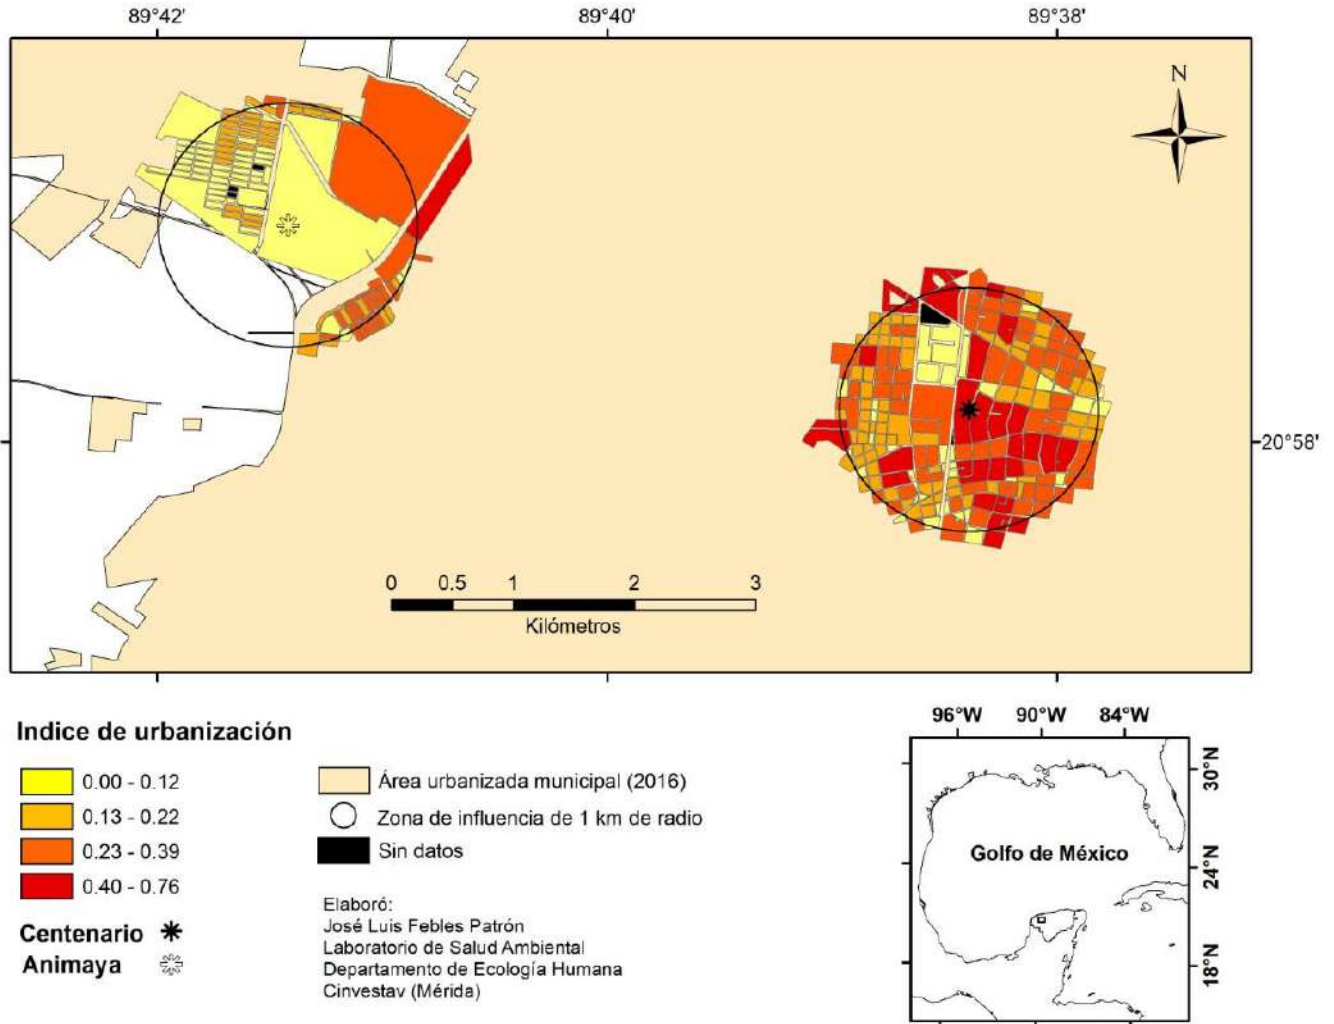 89°42' 89°40' 89°38'
N
20°58'
0 0.5 1 2 3
Kilómetros
Indice de urbanización
0.00 - 0.12
0.13 - 0.22
0.23 - 0.39
0.40 - 0.76
Centenario
Animaya
Área urbanizada municipal (2016)
Zona de influencia de 1 km de radio
Sin datos
Elaboró:
José Luis Febles Patrón
Laboratorio de Salud Ambiental
Departamento de Ecología Humana
Cinvestav (Mérida)
96°W 90°W 84°W
30°N
24°N
18°N
Golfo de México